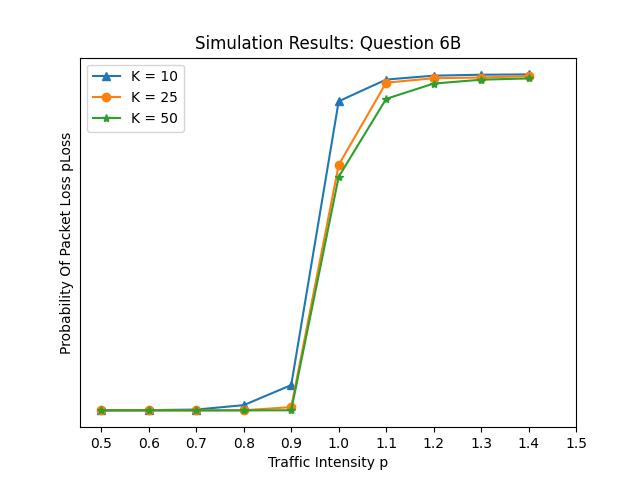 Simulation Results: Question 6B
K = 10
K = 25
K = 50
Probability Of Packet Loss pLoss
0.5 0.6 0.7 0.8 0.9 1.0 1.1 1.2 1.3 1.4 1.5
Traffic Intensity p